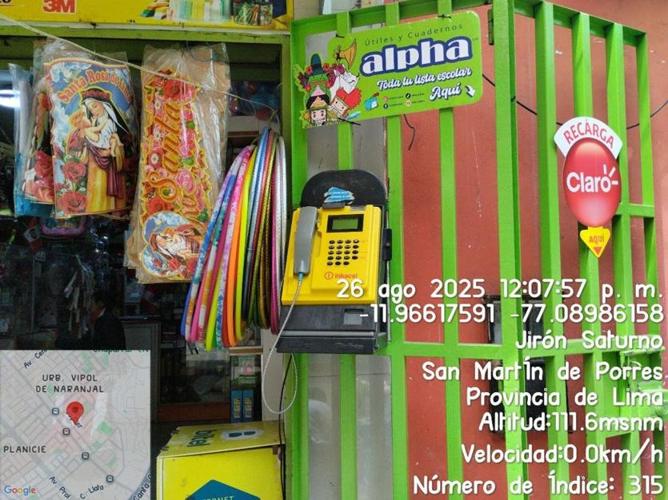 3M
Santa Rosa
Santa
Útiles y Cuadernos
alpha
Toda tu lista escolar
Aquí
RECARGA
Claro
AQUÍ
26 ago 2025 12:07:57 p. m.
-11.96617591 -77.08986158
Jirón Saturno
San Martín de Porres
Provincia de Lima
Altitud:111.6msnm
Velocidad:0.0km/h
Número de Índice: 315
URB. VIPOL
DE NARANJAL
PLANICIE
Google